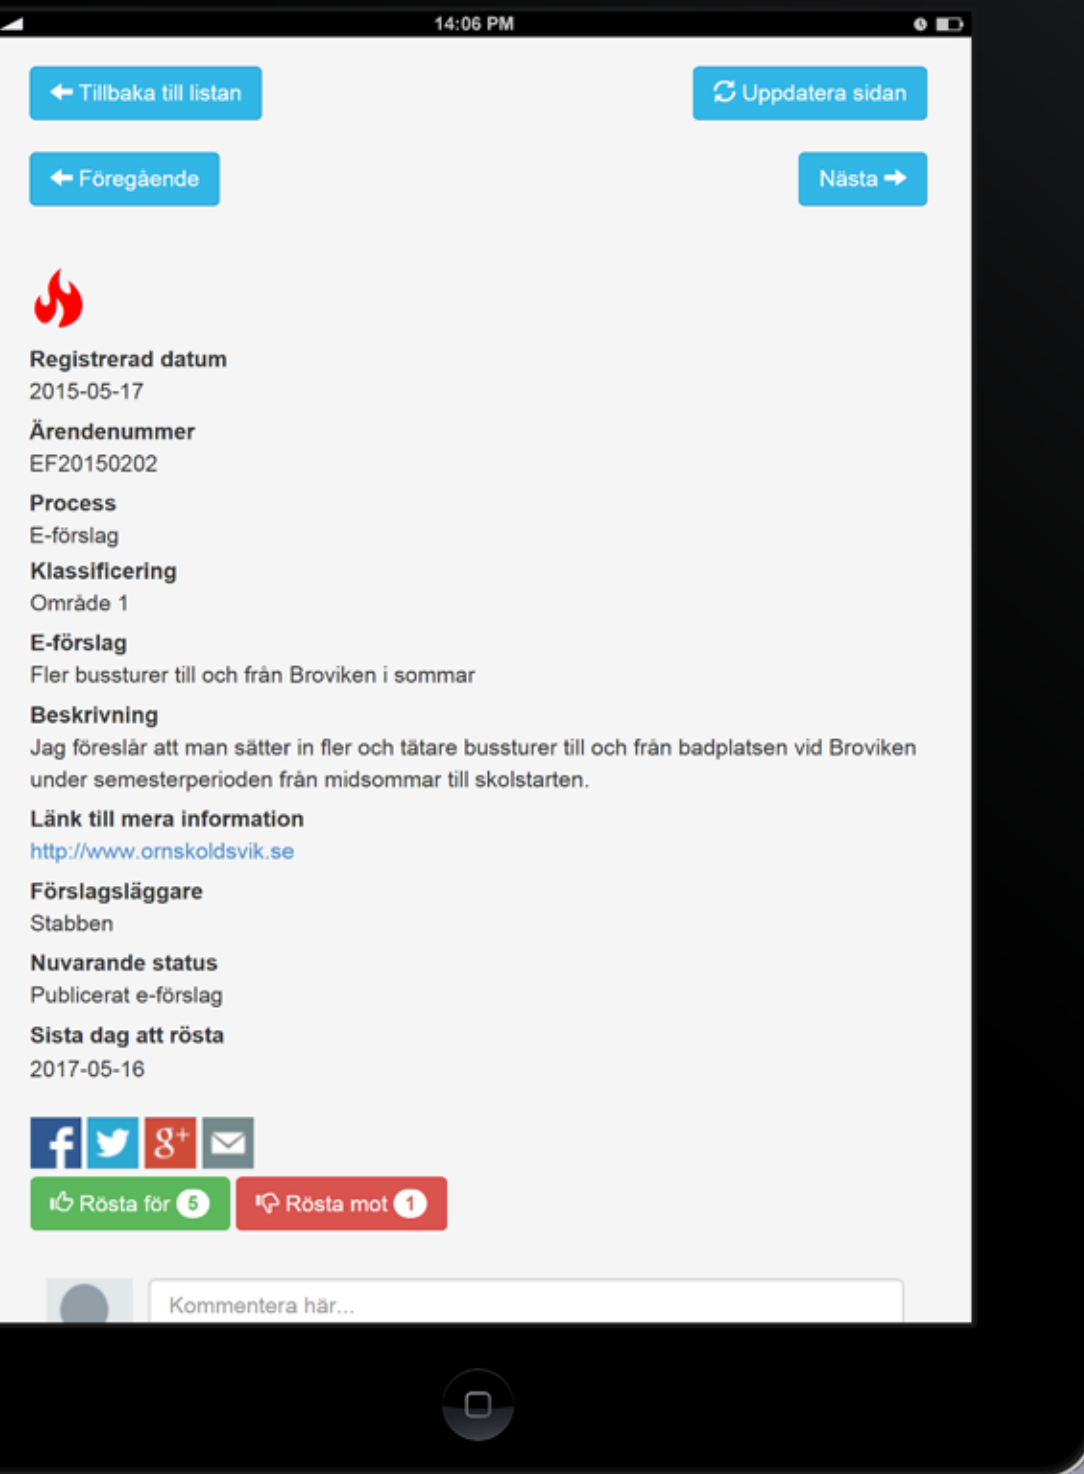 14:06 PM
Tillbaka till listan
Uppdatera sidan
Föregående
Nästa
Registrerad datum
2015-05-17
Ärendenummer
EF20150202
Process
E-förslag
Klassificering
Område 1
E-förslag
Fler bussturer till och från Broviken i sommar
Beskrivning
Jag föreslår att man sätter in fler och tätare bussturer till och från badplatsen vid Broviken
under semesterperioden från midsommar till skolstarten.
Länk till mera information
http://www.ornskoldsvik.se
Förslagsläggare
Stabben
Nuvarande status
Publicerat e-förslag
Sista dag att rösta
2017-05-16
f g+
Rösta för 5 Rösta mot 1
Kommentera här...